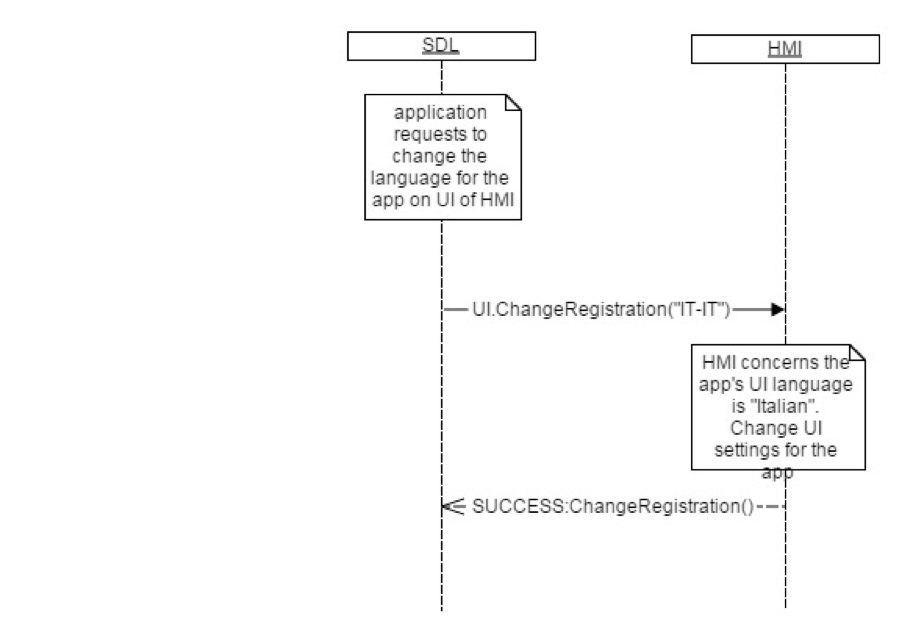 SDL
HMI
application
requests to
change the
language for the
app on UI of HMI
UI.ChangeRegistration("IT-IT")
HMI concerns the
app's UI language
is "Italian".
Change UI
settings for the
app
SUCCESS:ChangeRegistration()